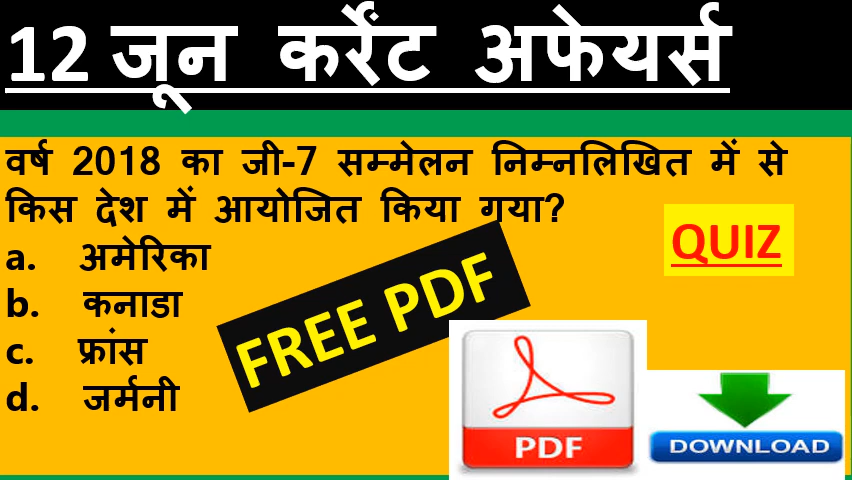 12 जून करेंट अफेयर्स
वर्ष 2018 का जी-7 सम्मेलन निम्नलिखित में से
किस देश में आयोजित किया गया?
QUIZ
a. अमेरिका
b. कनाडा
c. फ्रांस
d. जर्मनी
FREE PDF
PDF
DOWNLOAD